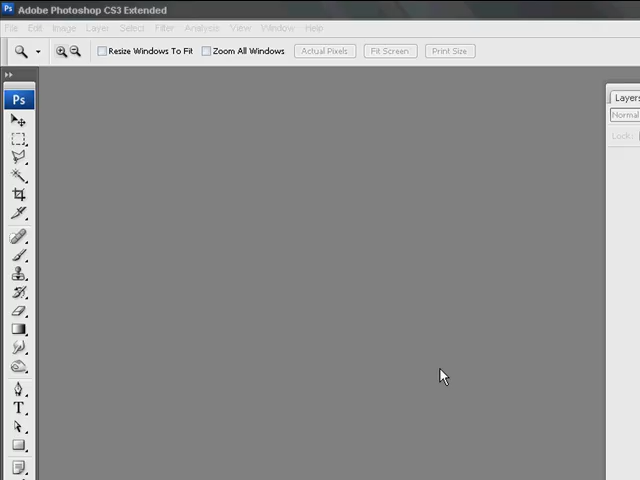 Ps Adobe Photoshop CS3 Extended
File Edit Image Layer Select Filter Analysis View Window Help
Resize Windows To Fit Zoom All Windows Actual Pixels Fit Screen Print Size
Ps
Layers
Normal
Lock:
T